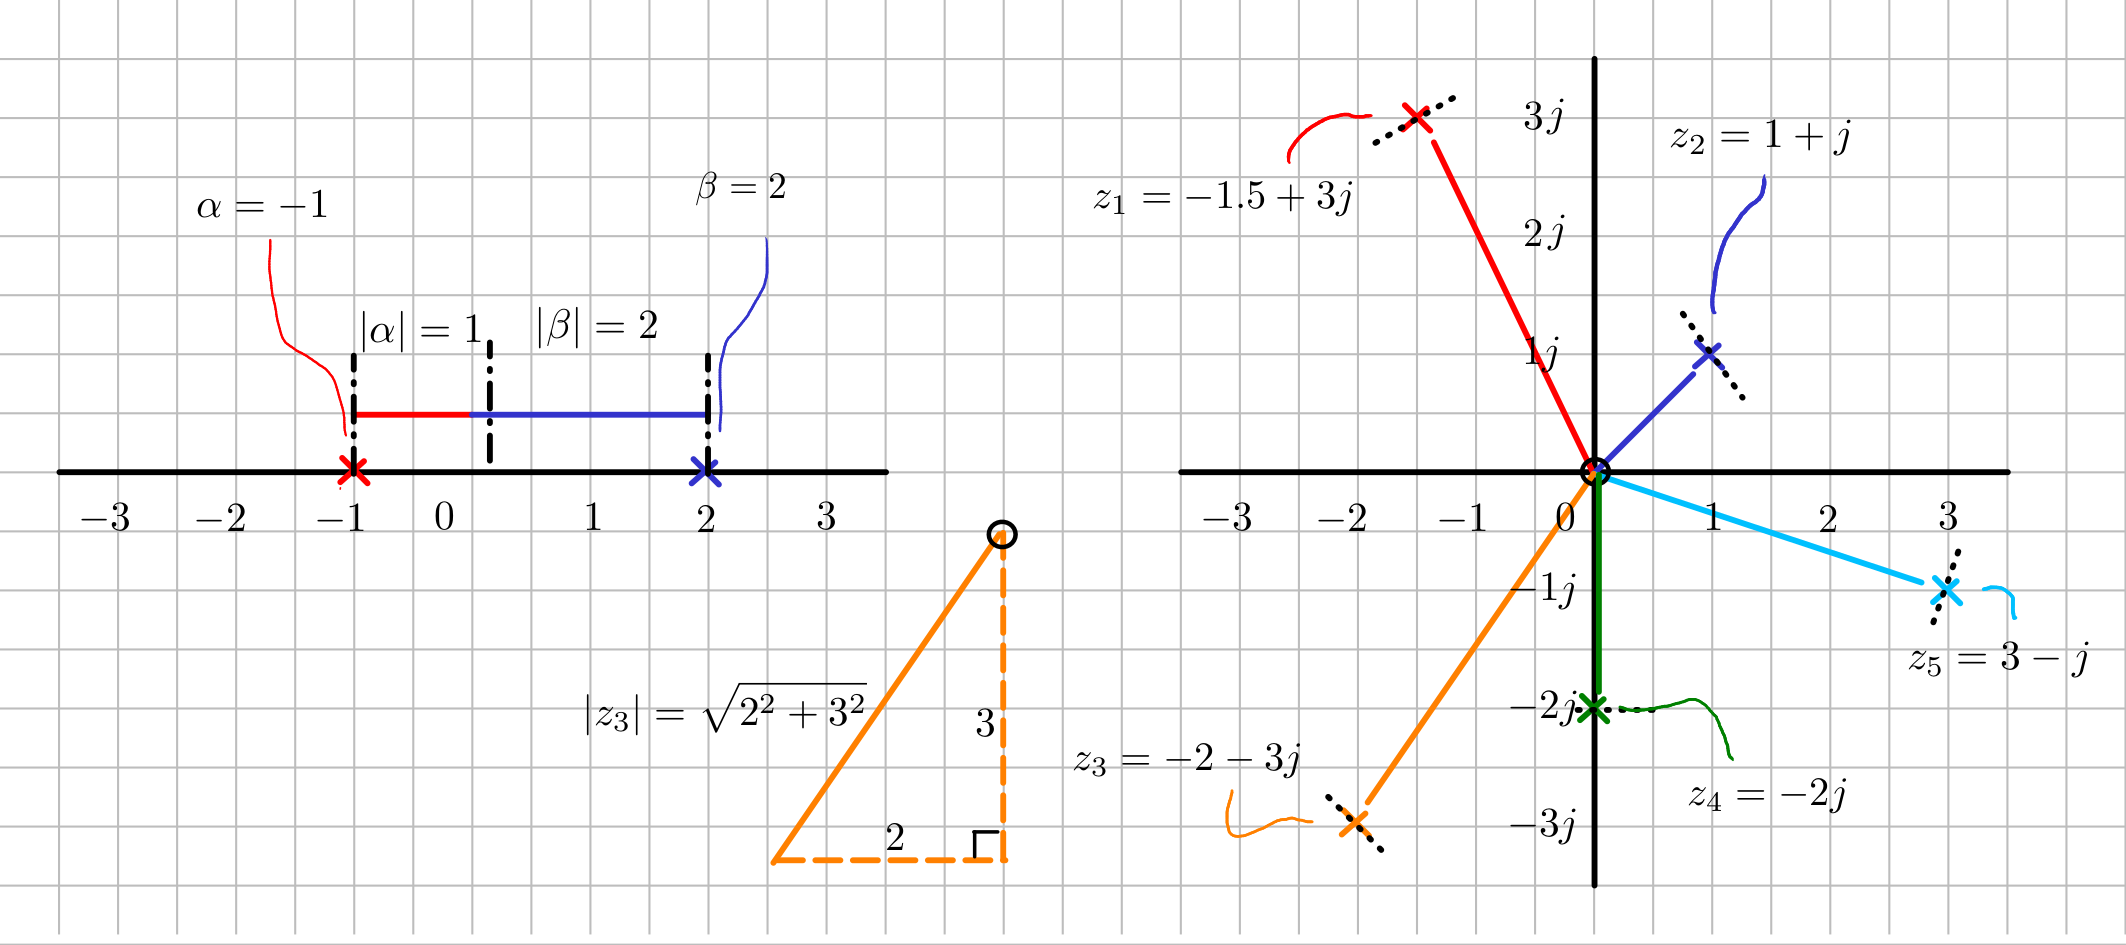 α = −1
β = 2
|α| = 1
|β| = 2
−3 −2 −1 0 1 2 3
|z₃| = √(2² + 3²)
3
2
z₁ = −1.5 + 3j
z₂ = 1 + j
3j
2j
1j
−3 −2 −1 0 1 2 3
−1j
−2j
−3j
z₅ = 3 − j
z₃ = −2 − 3j
z₄ = −2j